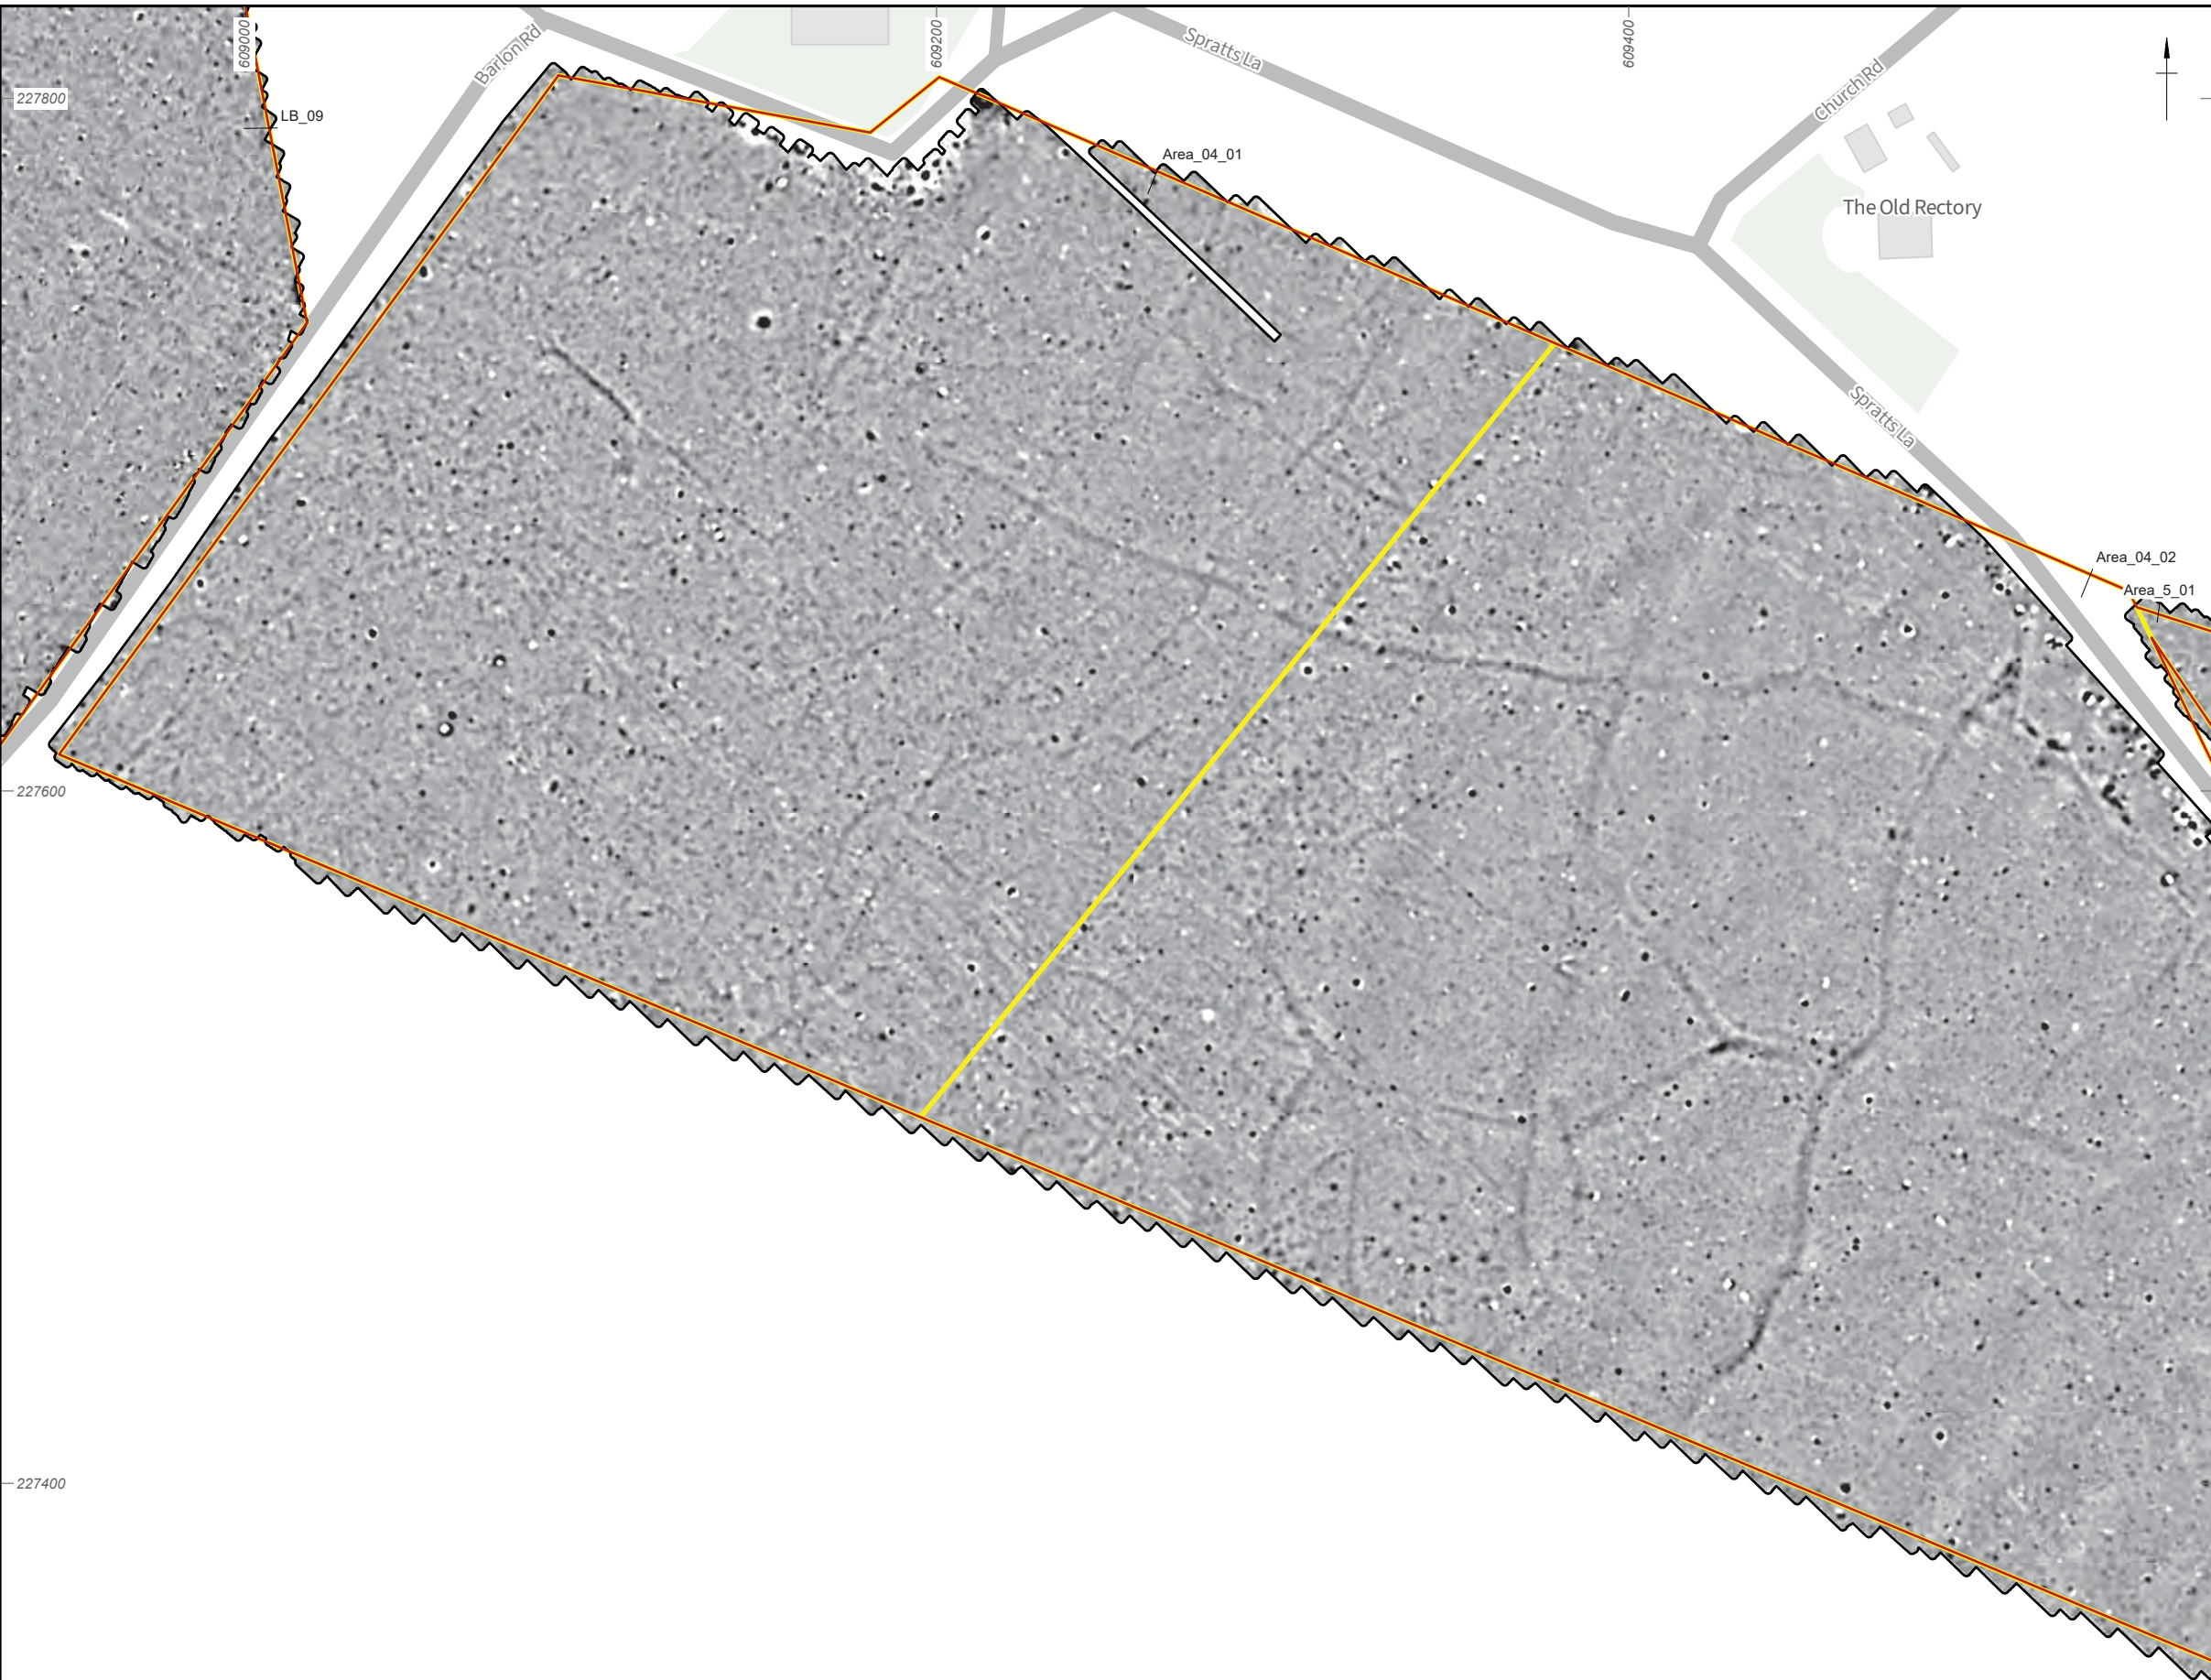 609000
609200
609400
Barlon Rd
Spratts La
Church Rd
227800
LB_09
Area_04_01
The Old Rectory
Spratts La
Area_04_02
Area_5_01
227600
227400